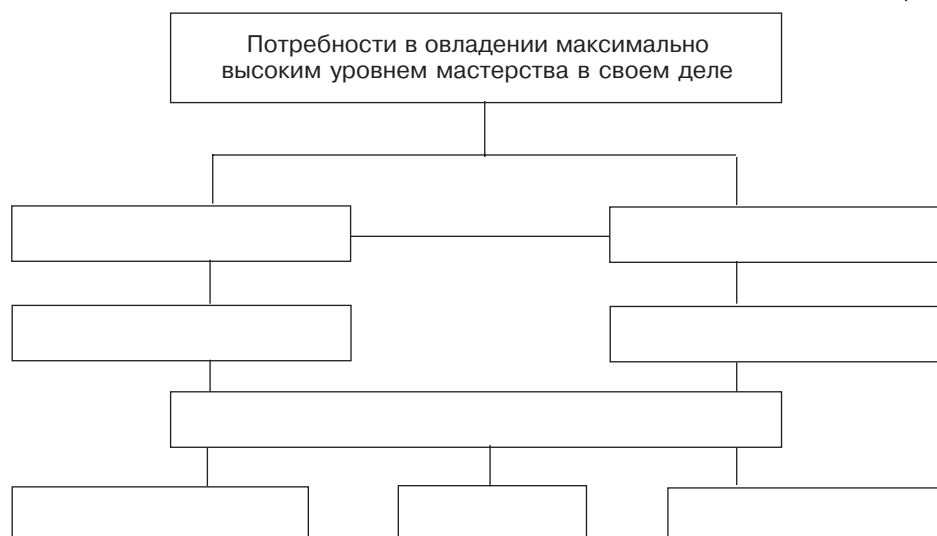 Потребности в овладении максимально
высоким уровнем мастерства в своем деле